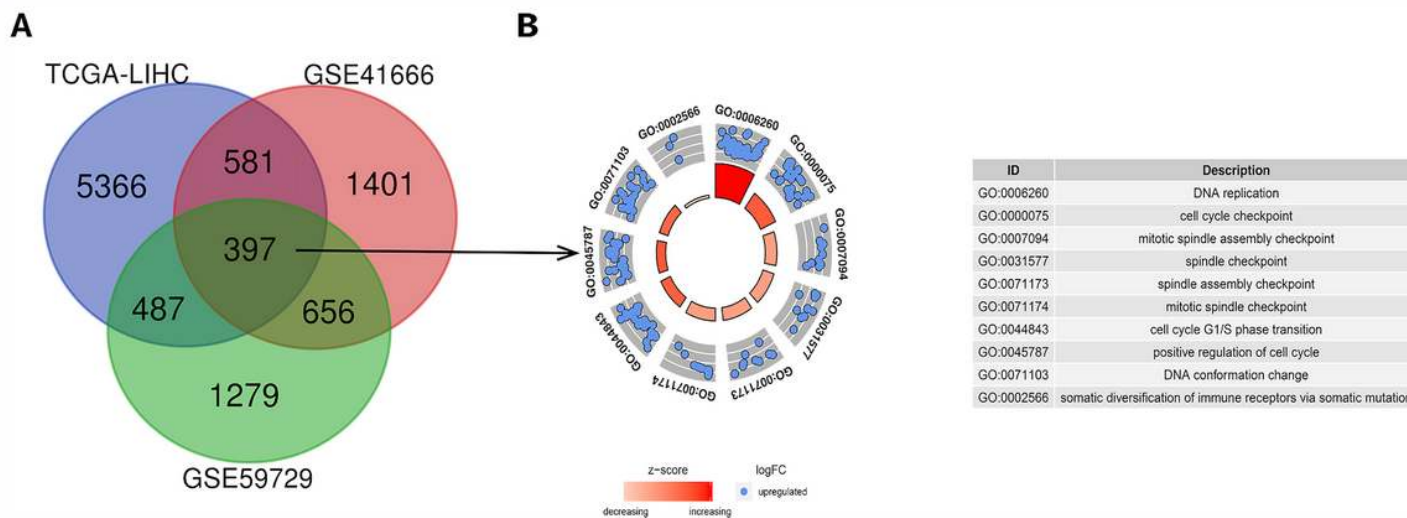 A
TCGA-LIHC
GSE41666
5366
581
1401
397
487
656
1279
GSE59729
B
GO:0006260
GO:0000075
GO:0007094
GO:0031577
GO:0071173
GO:0071174
GO:0044843
GO:0045787
GO:0071103
GO:0002566
z-score
decreasing increasing
logFC
upregulated
ID Description
GO:0006260 DNA replication
GO:0000075 cell cycle checkpoint
GO:0007094 mitotic spindle assembly checkpoint
GO:0031577 spindle checkpoint
GO:0071173 spindle assembly checkpoint
GO:0071174 mitotic spindle checkpoint
GO:0044843 cell cycle G1/S phase transition
GO:0045787 positive regulation of cell cycle
GO:0071103 DNA conformation change
GO:0002566 somatic diversification of immune receptors via somatic mutation